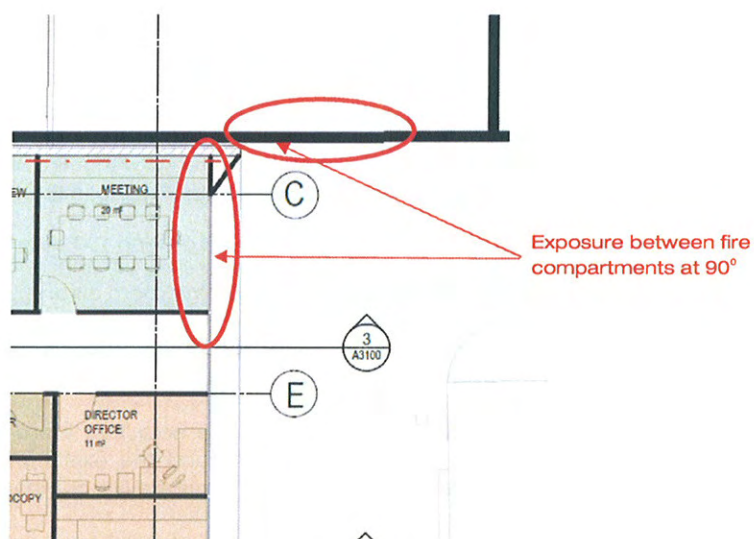 EW
MEETING
20 m²
C
Exposure between fire
compartments at 90°
3
A3100
E
R
DIRECTOR
OFFICE
11 m²
OCOPY